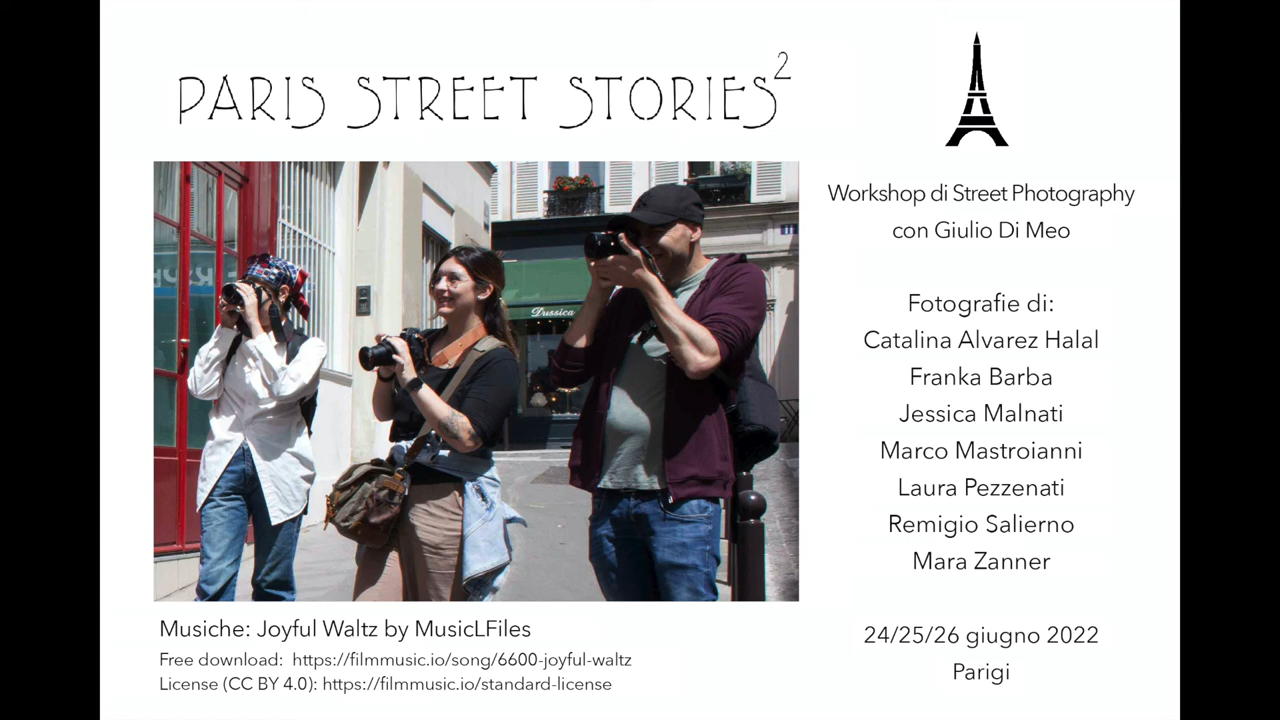 PARIS STREET STORIES²
Dussica
11
Workshop di Street Photography
con Giulio Di Meo
Fotografie di:
Catalina Alvarez Halal
Franka Barba
Jessica Malnati
Marco Mastroianni
Laura Pezzenati
Remigio Salierno
Mara Zanner
24/25/26 giugno 2022
Parigi
Musiche: Joyful Waltz by MusicLFiles
Free download: https://filmmusic.io/song/6600-joyful-waltz
License (CC BY 4.0): https://filmmusic.io/standard-license